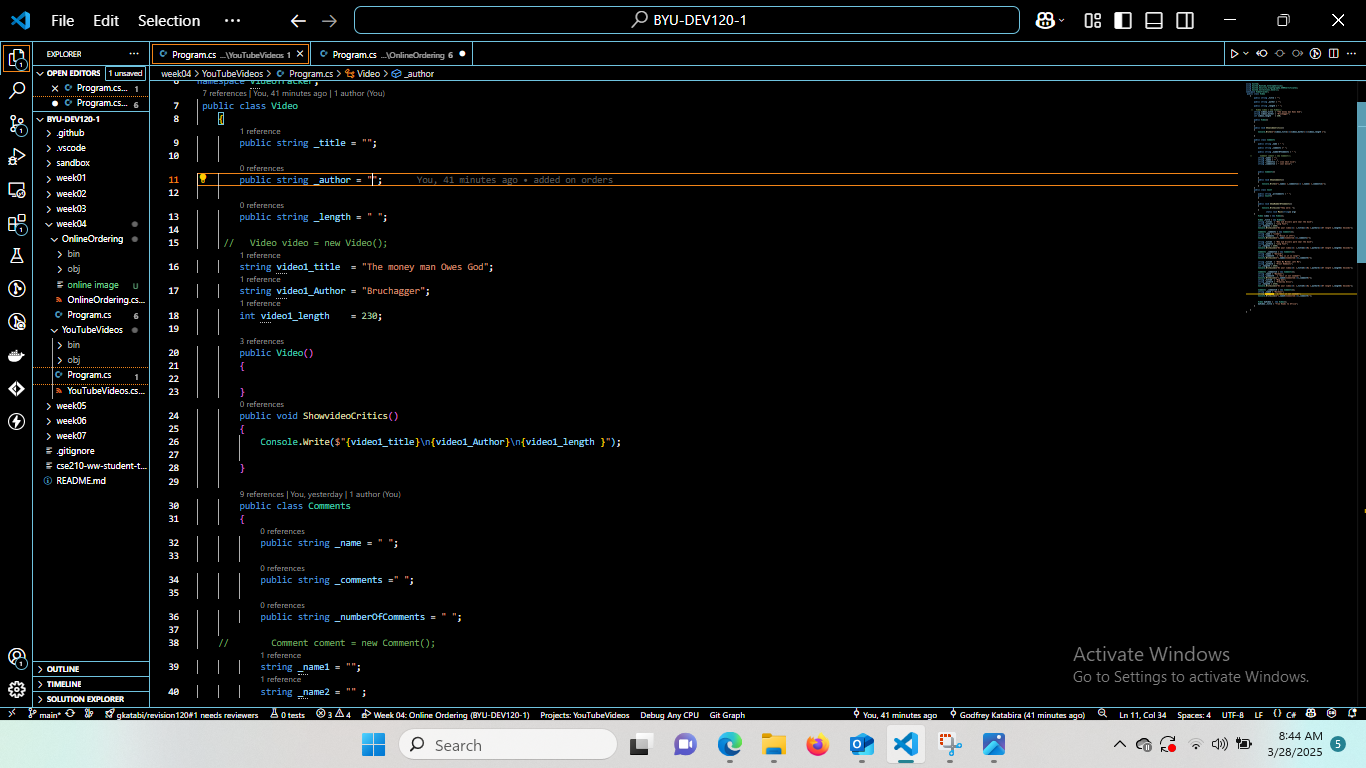 File Edit Selection ··· BYU-DEV120-1
EXPLORER ···
OPEN EDITORS 1 unsaved
Program.cs... 1
Program.cs... 6
BYU-DEV120-1
.github
.vscode
sandbox
week01
week02
week03
week04
OnlineOrdering
bin
obj
online image U
OnlineOrdering.cs...
Program.cs 6
YouTubeVideos
bin
obj
Program.cs 1
YouTubeVideos.cs...
week05
week06
week07
.gitignore
cse210-ww-student-t...
README.md
OUTLINE
TIMELINE
SOLUTION EXPLORER
Program.cs ...\YouTubeVideos 1 Program.cs ...\OnlineOrdering 6
week04 > YouTubeVideos > Program.cs > Video > _author
7 references | You, 41 minutes ago | 1 author (You)
7 public class Video
8 {
1 reference
9 public string _title = "";
10
0 references
11 public string _author = ""; You, 41 minutes ago • added on orders
12
0 references
13 public string _length = " ";
14
15 // Video video = new Video();
1 reference
16 string video1_title = "The money man Owes God";
1 reference
17 string video1_Author = "Bruchagger";
1 reference
18 int video1_length = 230;
19
3 references
20 public Video()
21 {
22
23 }
0 references
24 public void ShowvideoCritics()
25 {
26 Console.Write($"{video1_title}\n{video1_Author}\n{video1_length }");
27
28 }
29
9 references | You, yesterday | 1 author (You)
30 public class Comments
31 {
0 references
32 public string _name = " ";
33
0 references
34 public string _comments =" ";
35
0 references
36 public string _numberOfComments = " ";
37
38 // Comment coment = new Comment();
1 reference
39 string _name1 = "";
1 reference
40 string _name2 = "" ;
Activate Windows
Go to Settings to activate Windows.
main* gkatabi/revision120#1 needs reviewers 0 tests 3 4 Week 04: Online Ordering (BYU-DEV120-1) Projects: YouTubeVideos Debug Any CPU Git Graph You, 41 minutes ago Godfrey Katabira (41 minutes ago) Ln 11, Col 34 Spaces: 4 UTF-8 LF {} C#
Search
8:44 AM
3/28/2025 5